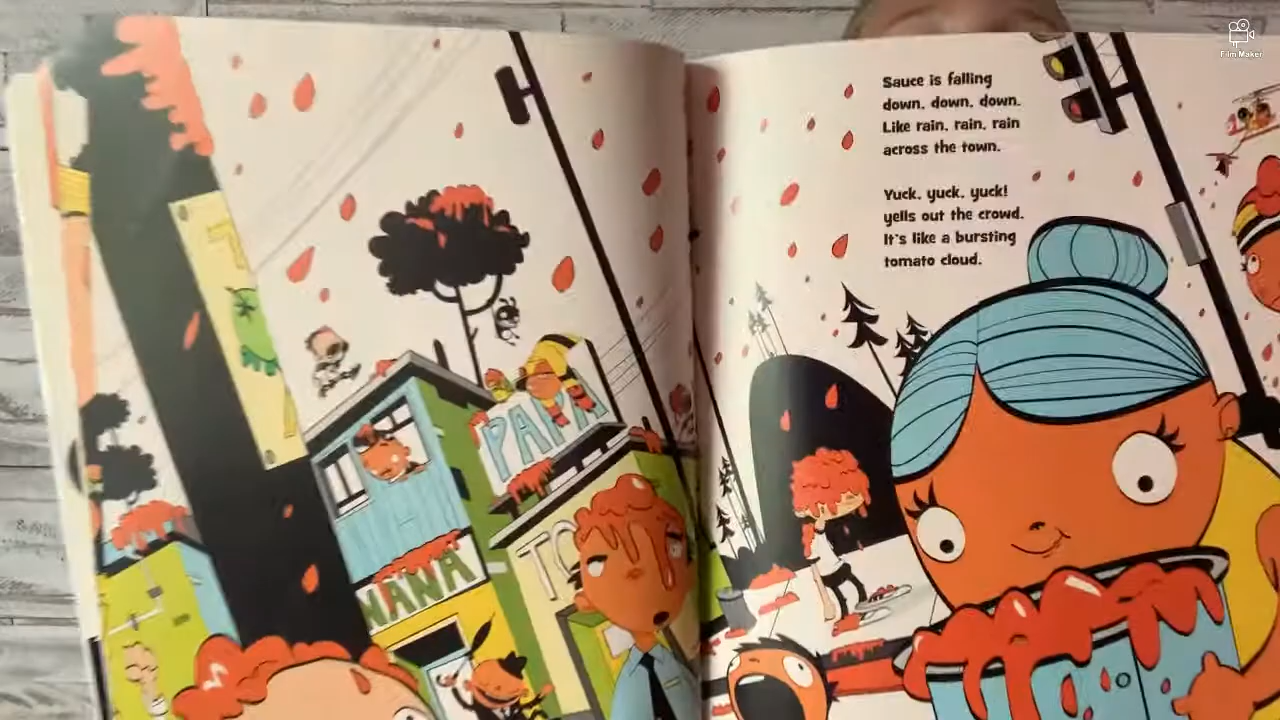 Film Maker
Sauce is falling
down, down, down.
Like rain, rain, rain
across the town.
Yuck, yuck, yuck!
yells out the crowd.
It's like a bursting
tomato cloud.
PAPA
NANA